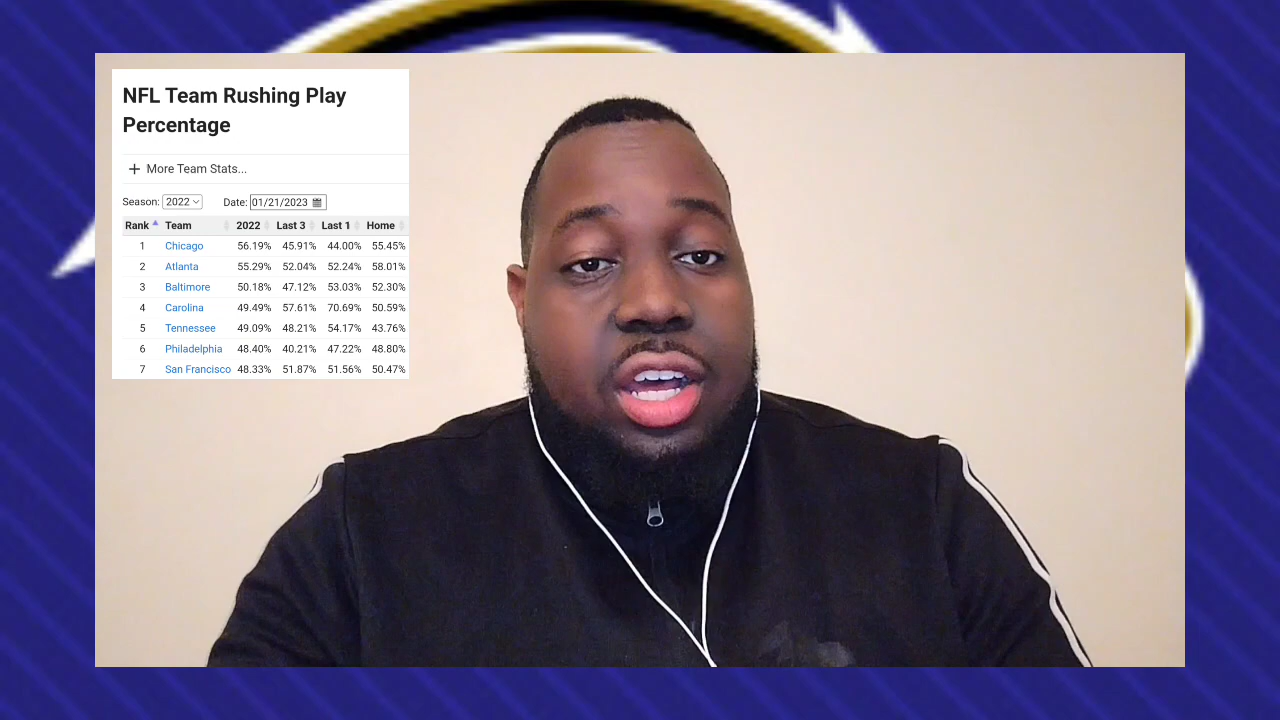 NFL Team Rushing Play
Percentage
+ More Team Stats...
Season: 2022 Date: 01/21/2023
Rank Team 2022 Last 3 Last 1 Home
1 Chicago 56.19% 45.91% 44.00% 55.45%
2 Atlanta 55.29% 52.04% 52.24% 58.01%
3 Baltimore 50.18% 47.12% 53.03% 52.30%
4 Carolina 49.49% 57.61% 70.69% 50.59%
5 Tennessee 49.09% 48.21% 54.17% 43.76%
6 Philadelphia 48.40% 40.21% 47.22% 48.80%
7 San Francisco 48.33% 51.87% 51.56% 50.47%